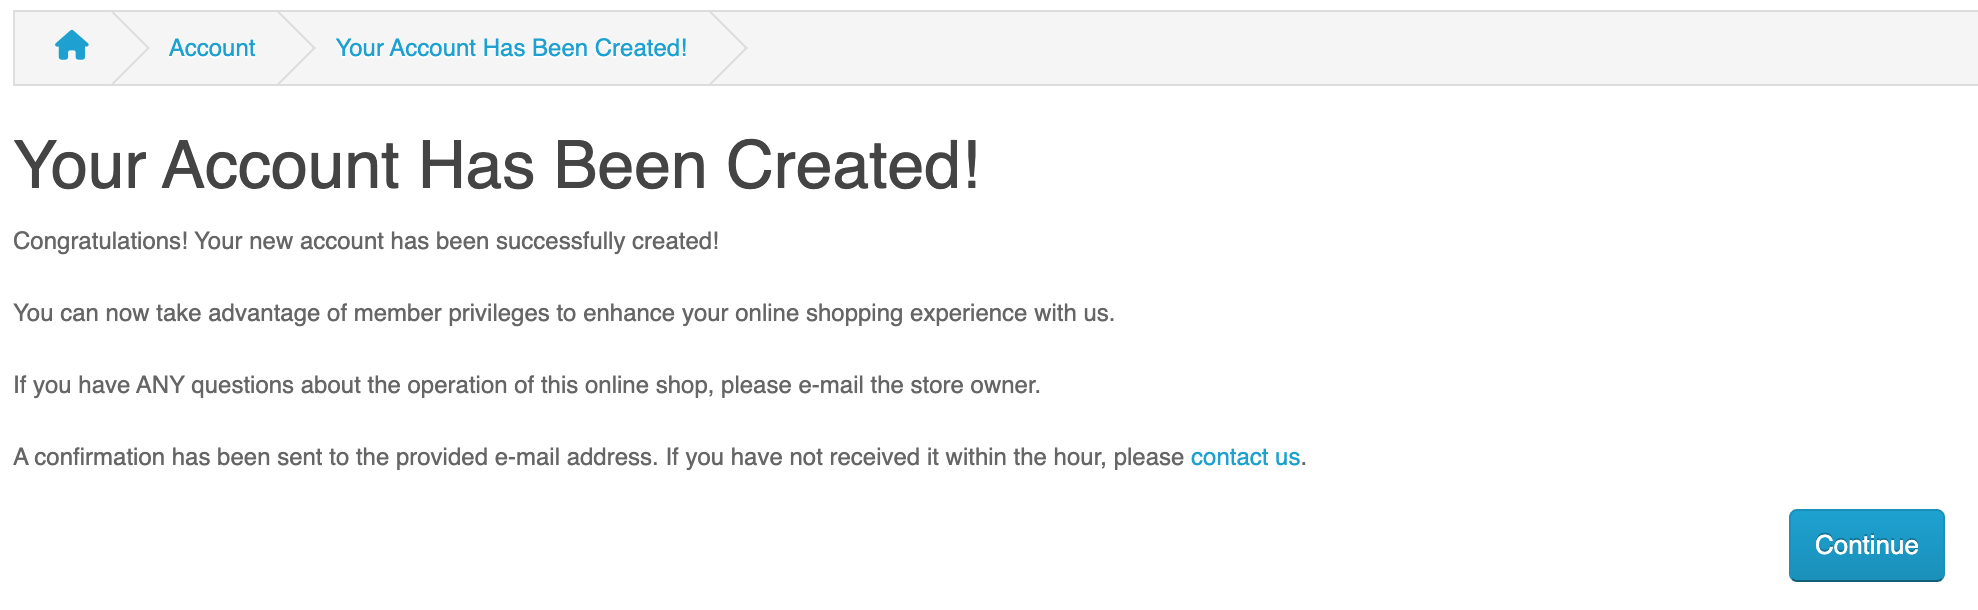 Account
Your Account Has Been Created!
Your Account Has Been Created!
Congratulations! Your new account has been successfully created!
You can now take advantage of member privileges to enhance your online shopping experience with us.
If you have ANY questions about the operation of this online shop, please e-mail the store owner.
A confirmation has been sent to the provided e-mail address. If you have not received it within the hour, please contact us.
Continue